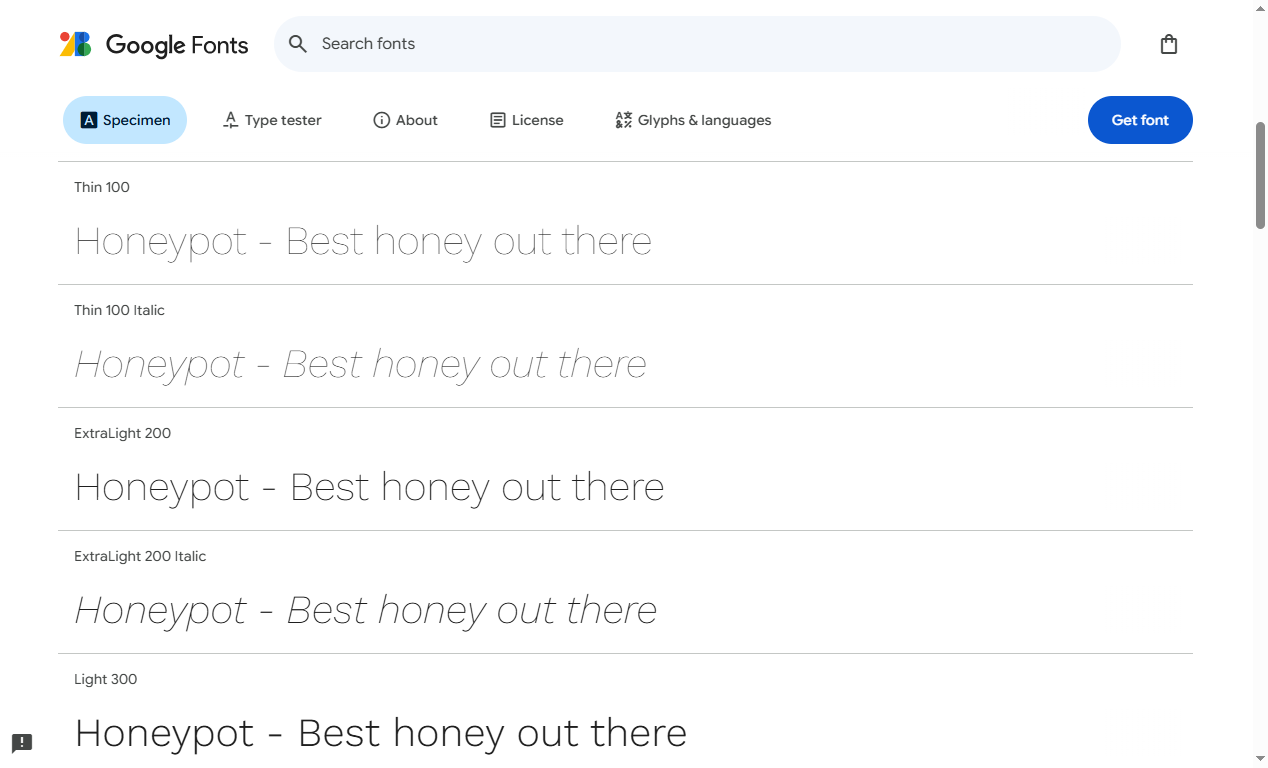 Google Fonts
Search fonts
Specimen
Type tester
About
License
Glyphs & languages
Get font
Thin 100
Honeypot - Best honey out there
Thin 100 Italic
Honeypot - Best honey out there
ExtraLight 200
Honeypot - Best honey out there
ExtraLight 200 Italic
Honeypot - Best honey out there
Light 300
Honeypot - Best honey out there